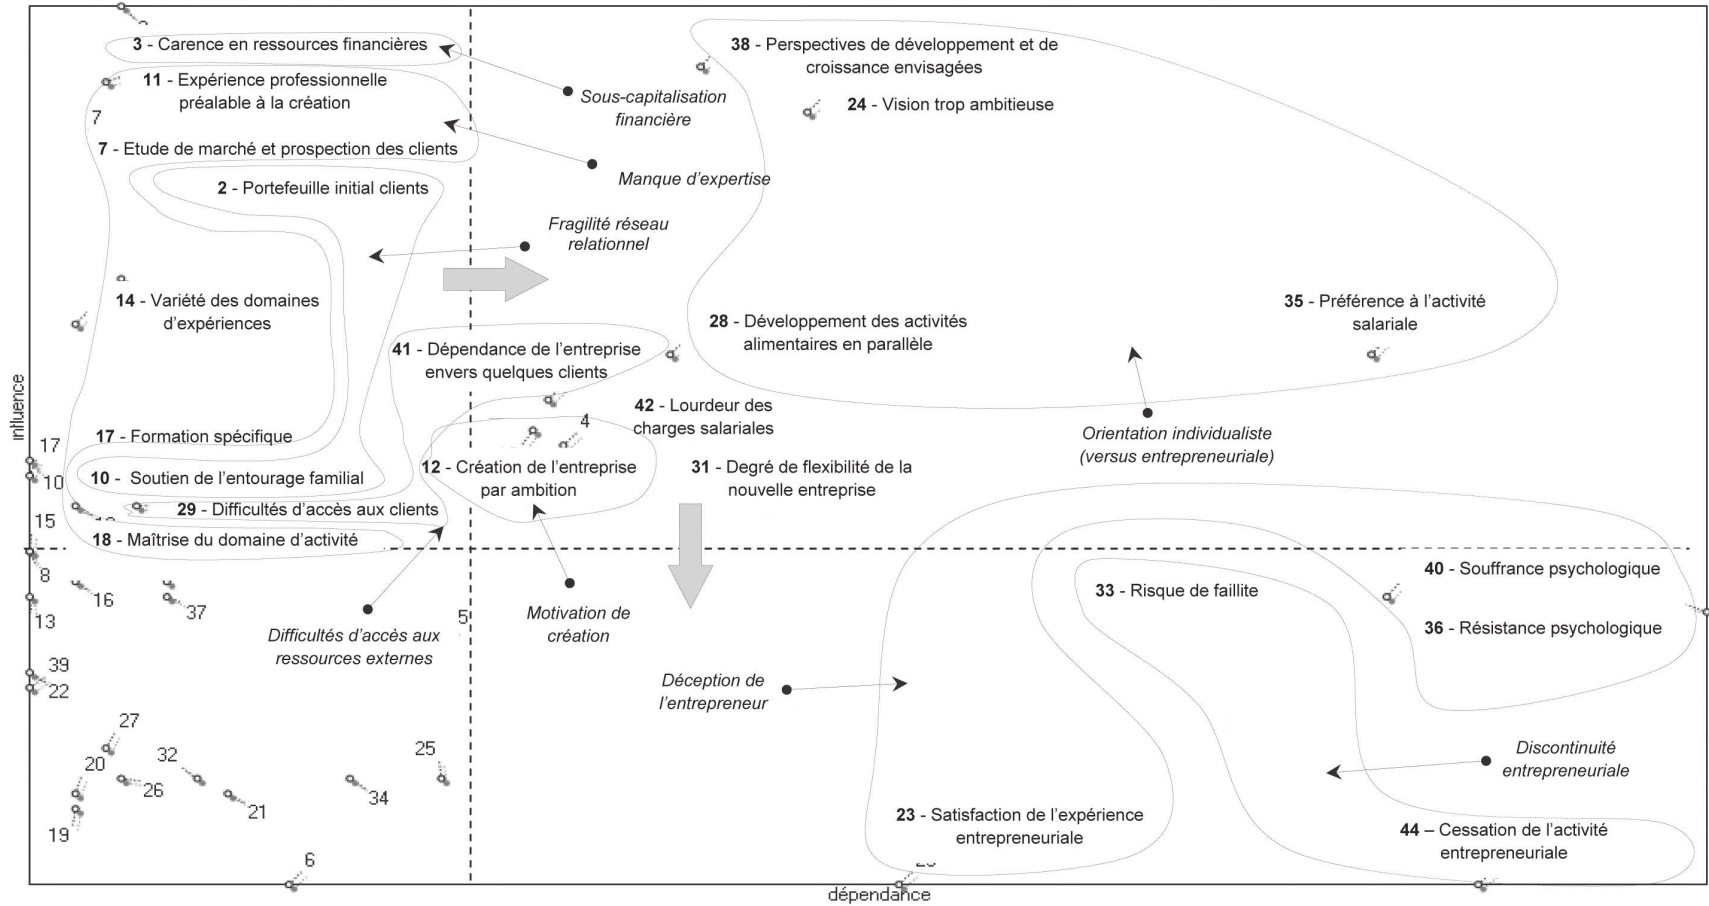 3 - Carence en ressources financières
11 - Expérience professionnelle
préalable à la création
7
7 - Etude de marché et prospection des clients
2 - Portefeuille initial clients
Sous-capitalisation
financière
Manque d’expertise
Fragilité réseau
relationnel
38 - Perspectives de développement et de
croissance envisagées
24 - Vision trop ambitieuse
14 - Variété des domaines
d’expériences
28 - Développement des activités
alimentaires en parallèle
35 - Préférence à l’activité
salariale
41 - Dépendance de l’entreprise
envers quelques clients
42 - Lourdeur des
charges salariales
4
influence
17
17 - Formation spécifique
10
10 - Soutien de l’entourage familial
12 - Création de l’entreprise
par ambition
31 - Degré de flexibilité de la
nouvelle entreprise
Orientation individualiste
(versus entrepreneuriale)
15
29 - Difficultés d’accès aux clients
18 - Maîtrise du domaine d’activité
8
16
37
13
5
Difficultés d’accès aux
ressources externes
Motivation de
création
33 - Risque de faillite
40 - Souffrance psychologique
36 - Résistance psychologique
39
22
Déception de
l’entrepreneur
27
20
32
25
26
21
34
19
6
Discontinuité
entrepreneuriale
23 - Satisfaction de l’expérience
entrepreneuriale
44 – Cessation de l’activité
entrepreneuriale
dépendance